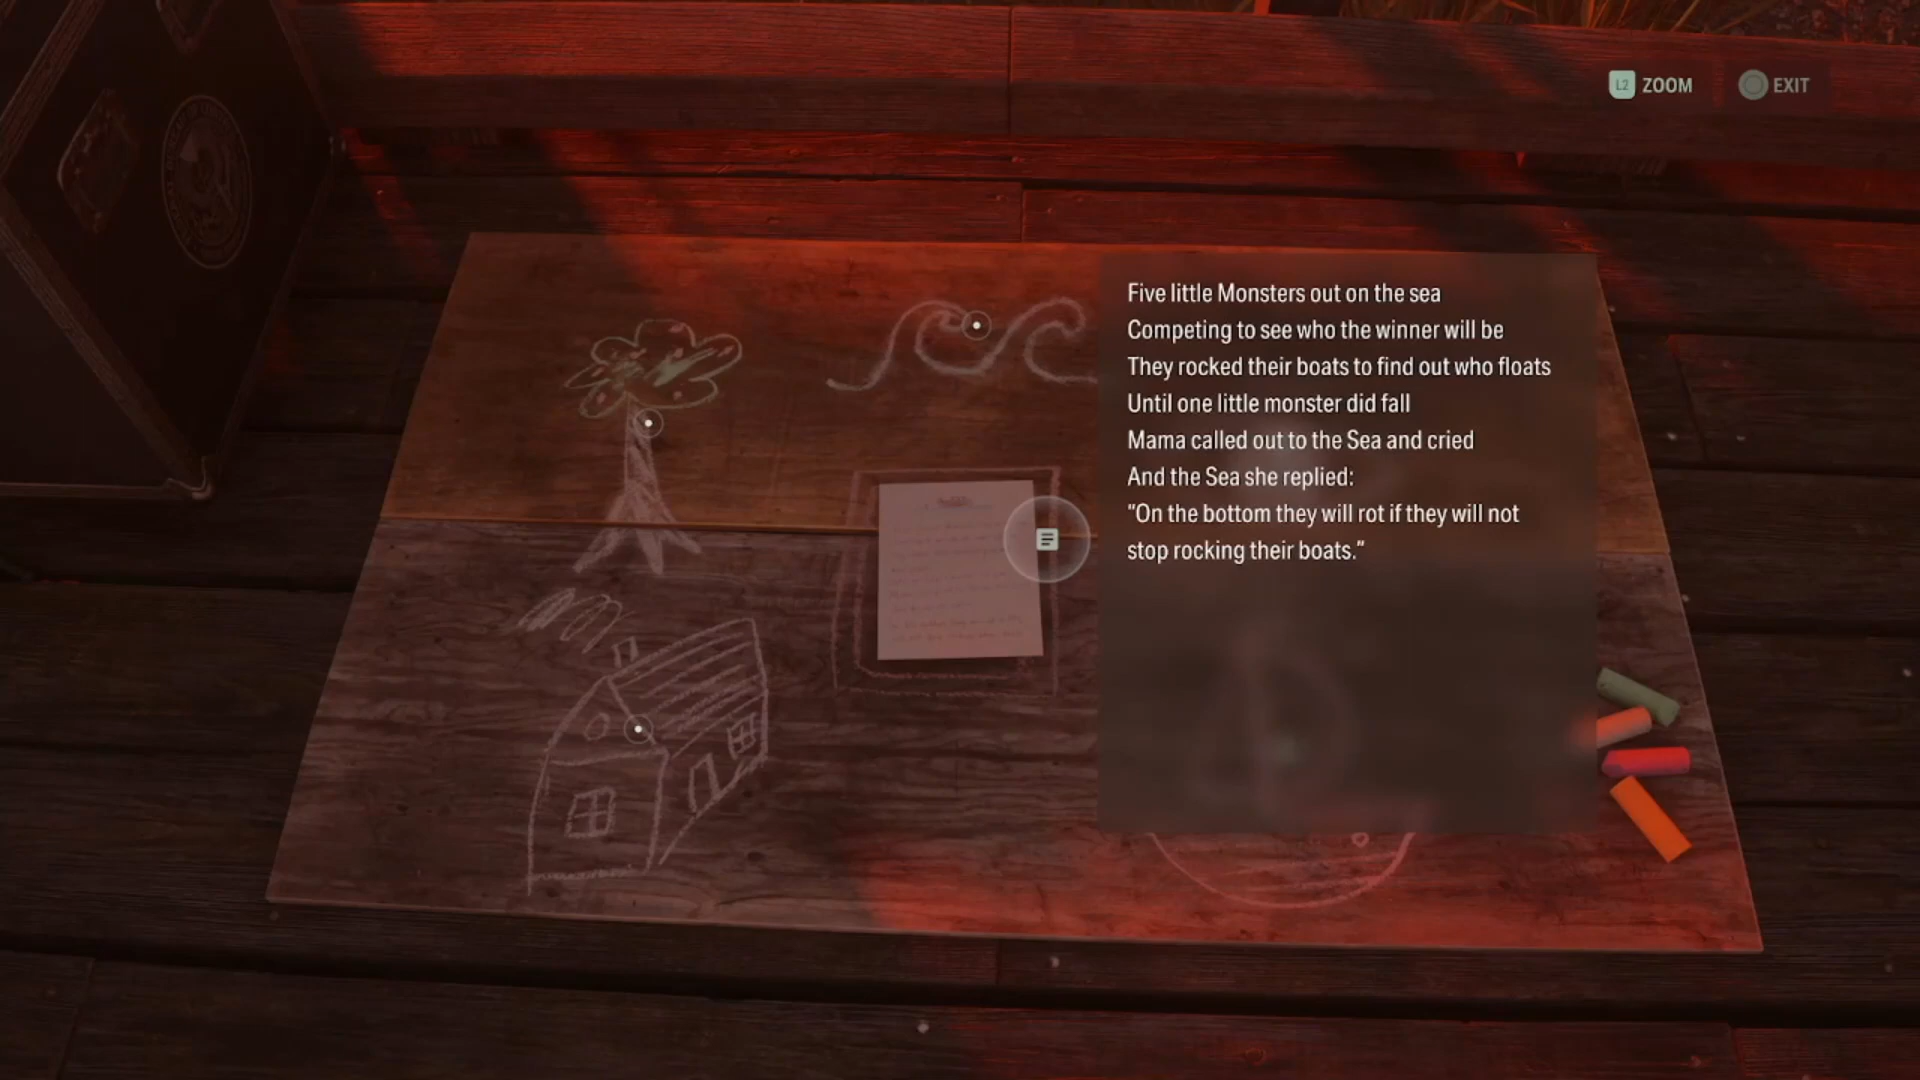 L2 ZOOM
EXIT
Five little Monsters out on the sea
Competing to see who the winner will be
They rocked their boats to find out who floats
Until one little monster did fall
Mama called out to the Sea and cried
And the Sea she replied:
"On the bottom they will rot if they will not
stop rocking their boats."